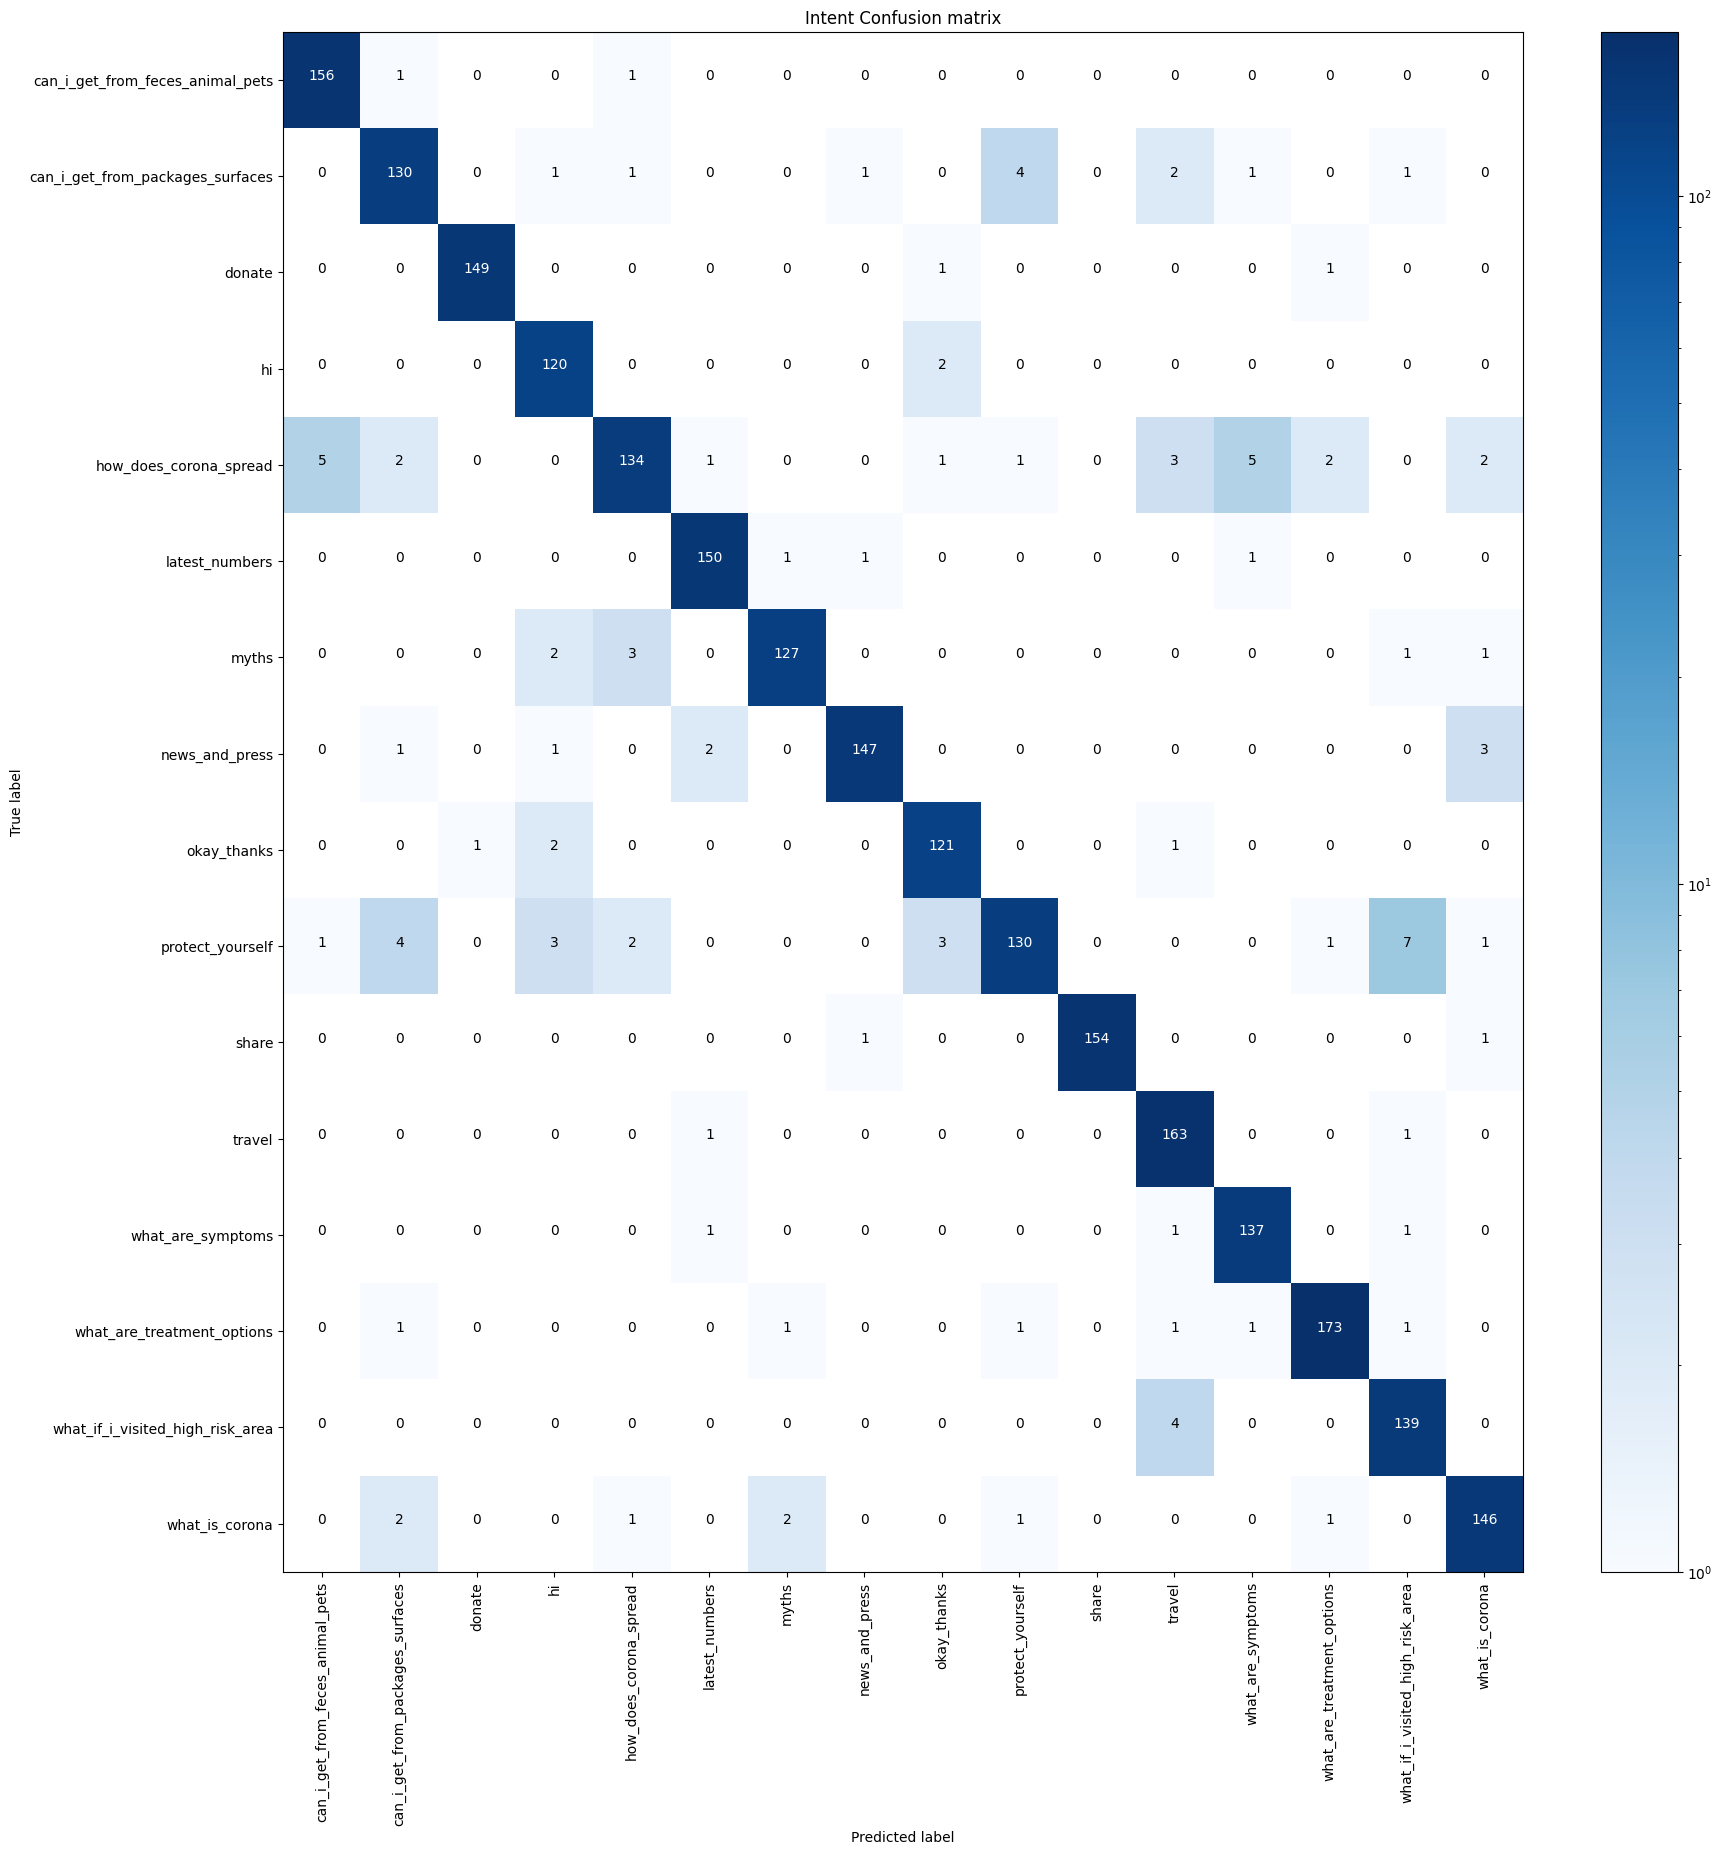 Intent Confusion matrix
can_i_get_from_feces_animal_pets 156 1 0 0 1 0 0 0 0 0 0 0 0 0 0 0
can_i_get_from_packages_surfaces 0 130 0 1 1 0 0 1 0 4 0 2 1 0 1 0
donate 0 0 149 0 0 0 0 0 1 0 0 0 0 1 0 0
hi 0 0 0 120 0 0 0 0 2 0 0 0 0 0 0 0
how_does_corona_spread 5 2 0 0 134 1 0 0 1 1 0 3 5 2 0 2
latest_numbers 0 0 0 0 0 150 1 1 0 0 0 0 1 0 0 0
myths 0 0 0 2 3 0 127 0 0 0 0 0 0 0 1 1
news_and_press 0 1 0 1 0 2 0 147 0 0 0 0 0 0 0 3
okay_thanks 0 0 1 2 0 0 0 0 121 0 0 1 0 0 0 0
protect_yourself 1 4 0 3 2 0 0 0 3 130 0 0 0 1 7 1
share 0 0 0 0 0 0 0 1 0 0 154 0 0 0 0 1
travel 0 0 0 0 0 1 0 0 0 0 0 163 0 0 1 0
what_are_symptoms 0 0 0 0 0 1 0 0 0 0 0 1 137 0 1 0
what_are_treatment_options 0 1 0 0 0 0 1 0 0 1 0 1 1 173 1 0
what_if_i_visited_high_risk_area 0 0 0 0 0 0 0 0 0 0 0 4 0 0 139 0
what_is_corona 0 2 0 0 1 0 2 0 0 1 0 0 0 1 0 146
True label
can_i_get_from_feces_animal_pets
can_i_get_from_packages_surfaces
donate
hi
how_does_corona_spread
latest_numbers
myths
news_and_press
okay_thanks
protect_yourself
share
travel
what_are_symptoms
what_are_treatment_options
what_if_i_visited_high_risk_area
what_is_corona
Predicted label
10²
10¹
10⁰